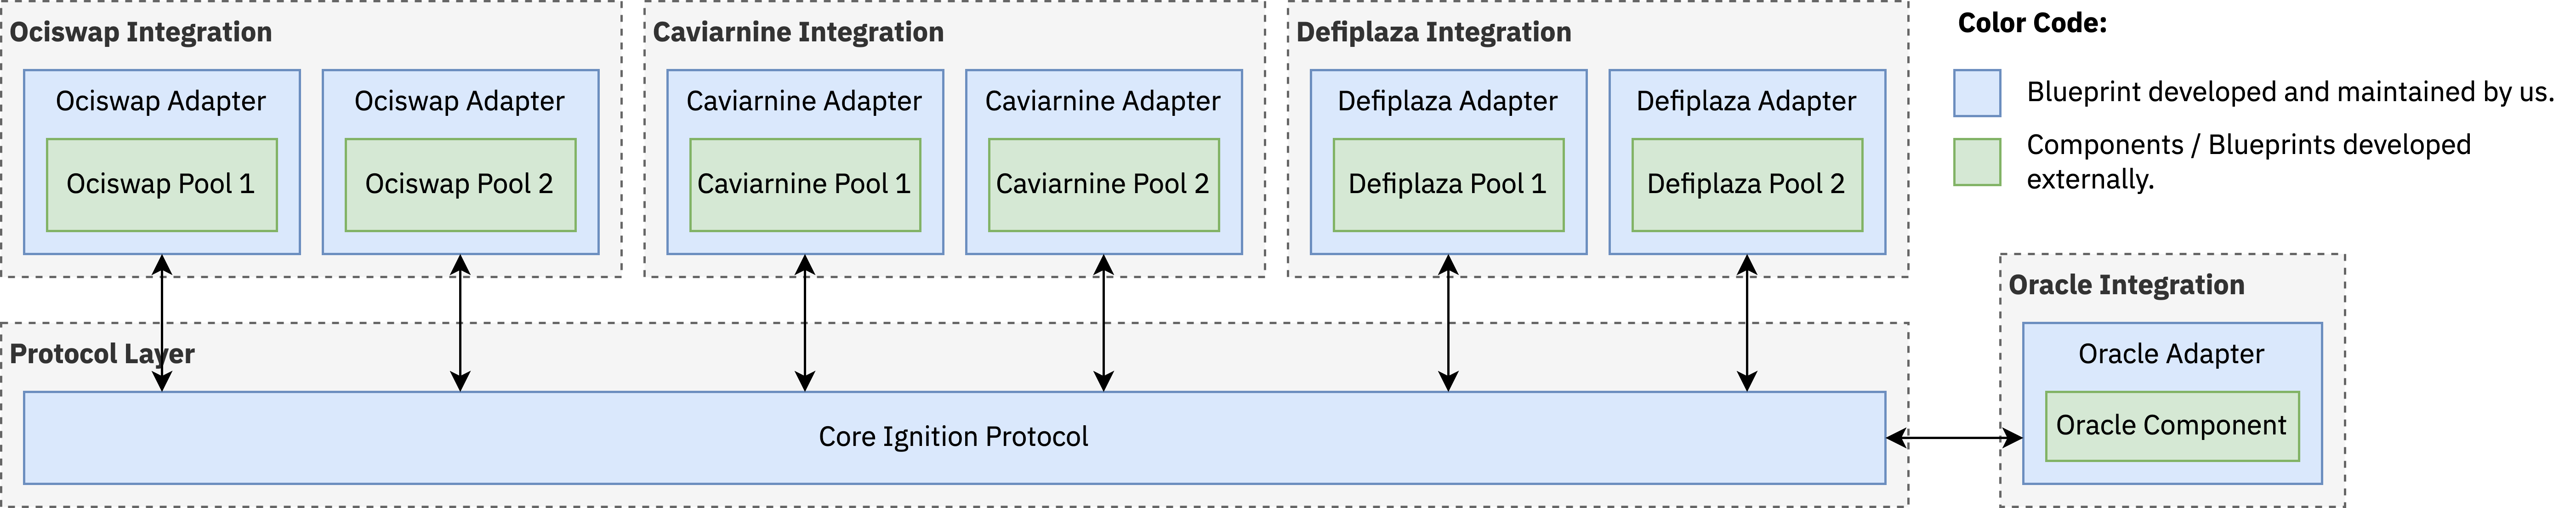 Ociswap Integration
Ociswap Adapter
Ociswap Pool 1
Ociswap Adapter
Ociswap Pool 2
Caviarnine Integration
Caviarnine Adapter
Caviarnine Pool 1
Caviarnine Adapter
Caviarnine Pool 2
Defiplaza Integration
Defiplaza Adapter
Defiplaza Pool 1
Defiplaza Adapter
Defiplaza Pool 2
Color Code:
Blueprint developed and maintained by us.
Components / Blueprints developed
externally.
Protocol Layer
Core Ignition Protocol
Oracle Integration
Oracle Adapter
Oracle Component